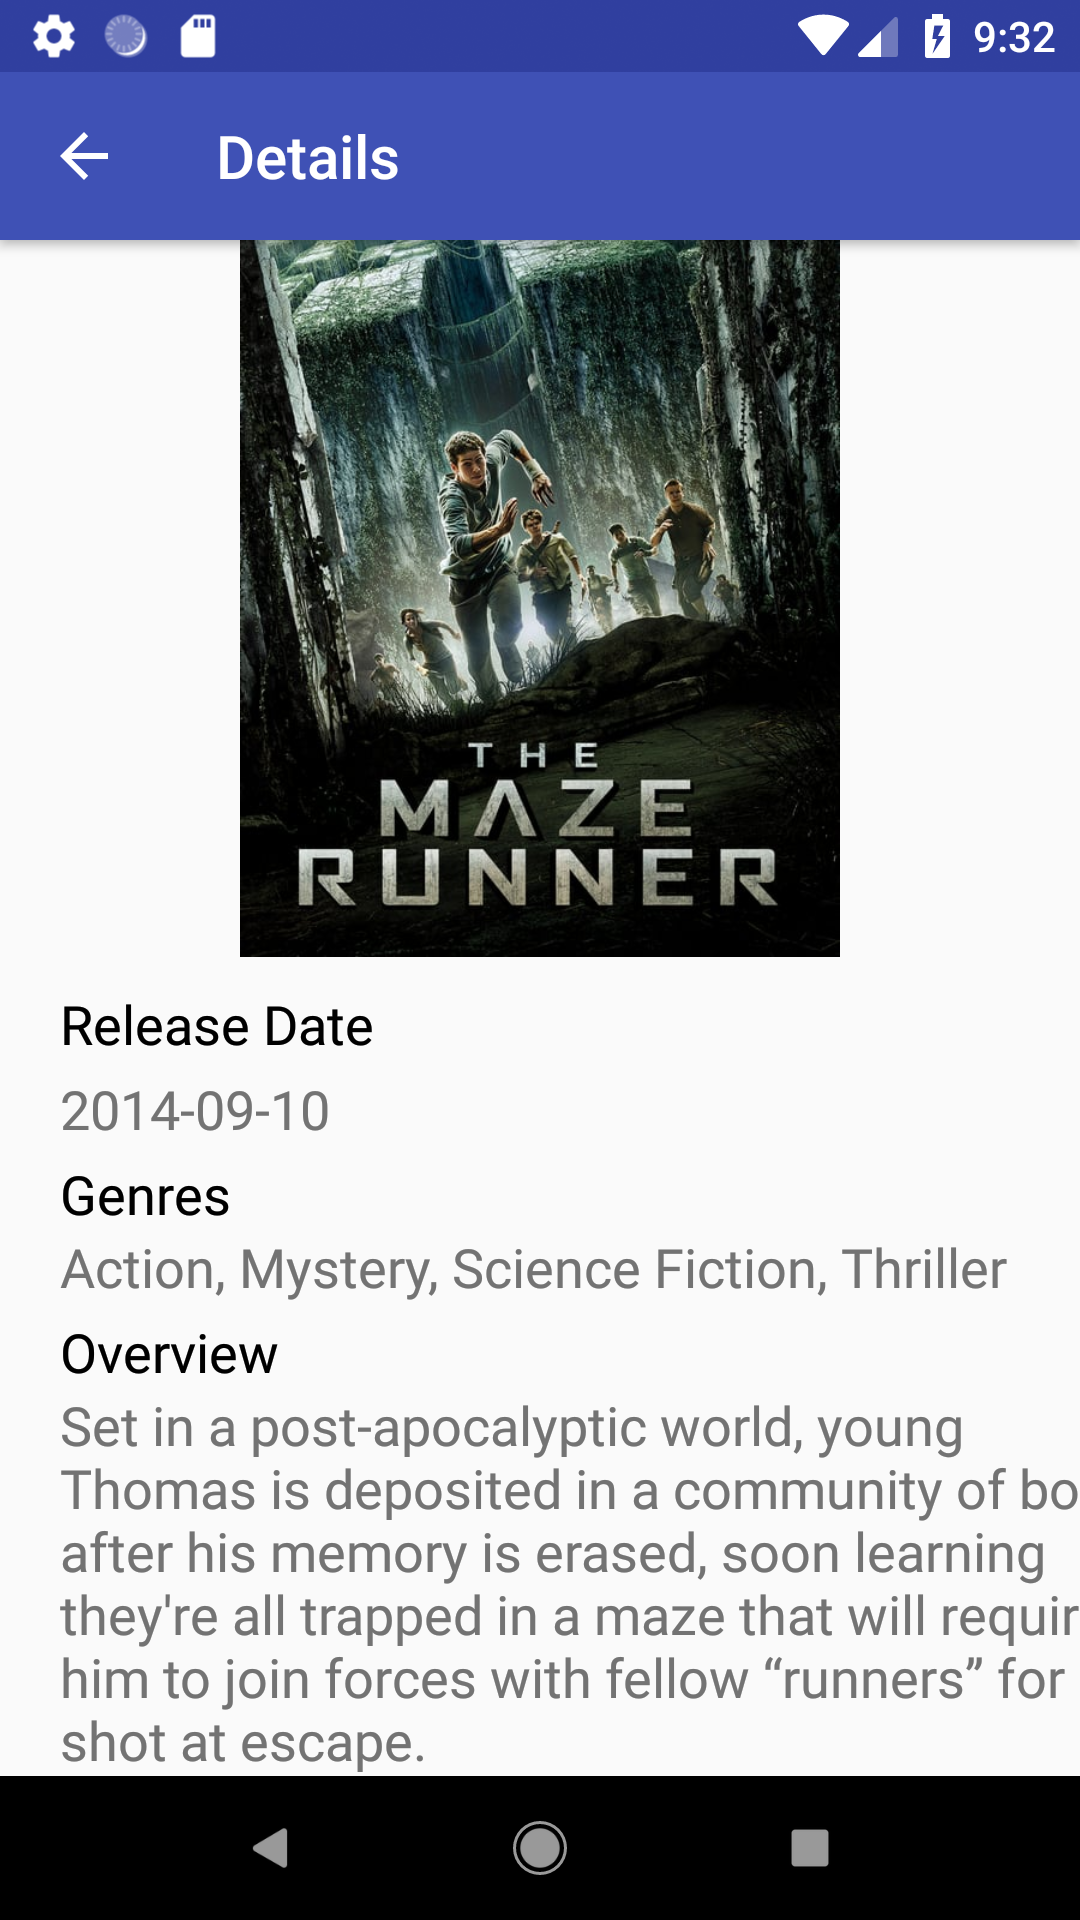 9:32
Details
THE
MAZE
RUNNER
Release Date
2014-09-10
Genres
Action, Mystery, Science Fiction, Thriller
Overview
Set in a post-apocalyptic world, young
Thomas is deposited in a community of bo
after his memory is erased, soon learning
they're all trapped in a maze that will requir
him to join forces with fellow “runners” for
shot at escape.